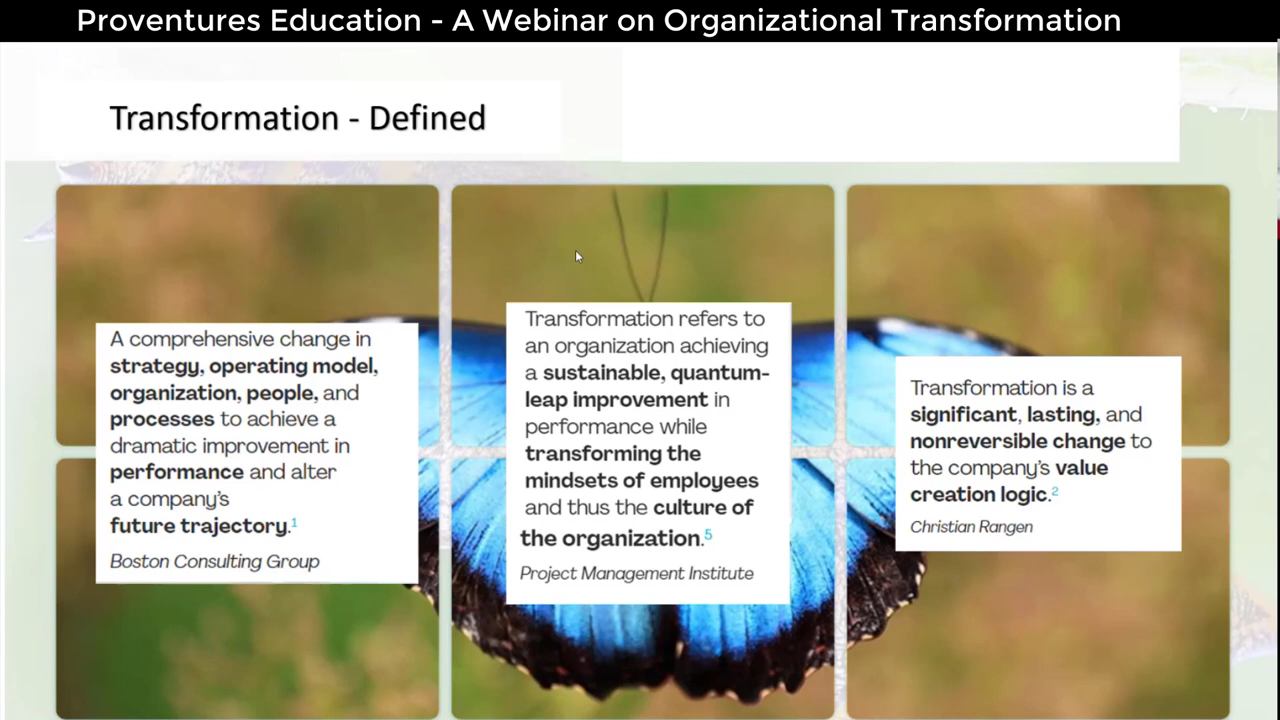 Proventures Education - A Webinar on Organizational Transformation
Transformation - Defined
A comprehensive change in
strategy, operating model,
organization, people, and
processes to achieve a
dramatic improvement in
performance and alter
a company's
future trajectory.1
Boston Consulting Group
Transformation refers to
an organization achieving
a sustainable, quantum-
leap improvement in
performance while
transforming the
mindsets of employees
and thus the culture of
the organization.5
Project Management Institute
Transformation is a
significant, lasting, and
nonreversible change to
the company's value
creation logic.2
Christian Rangen